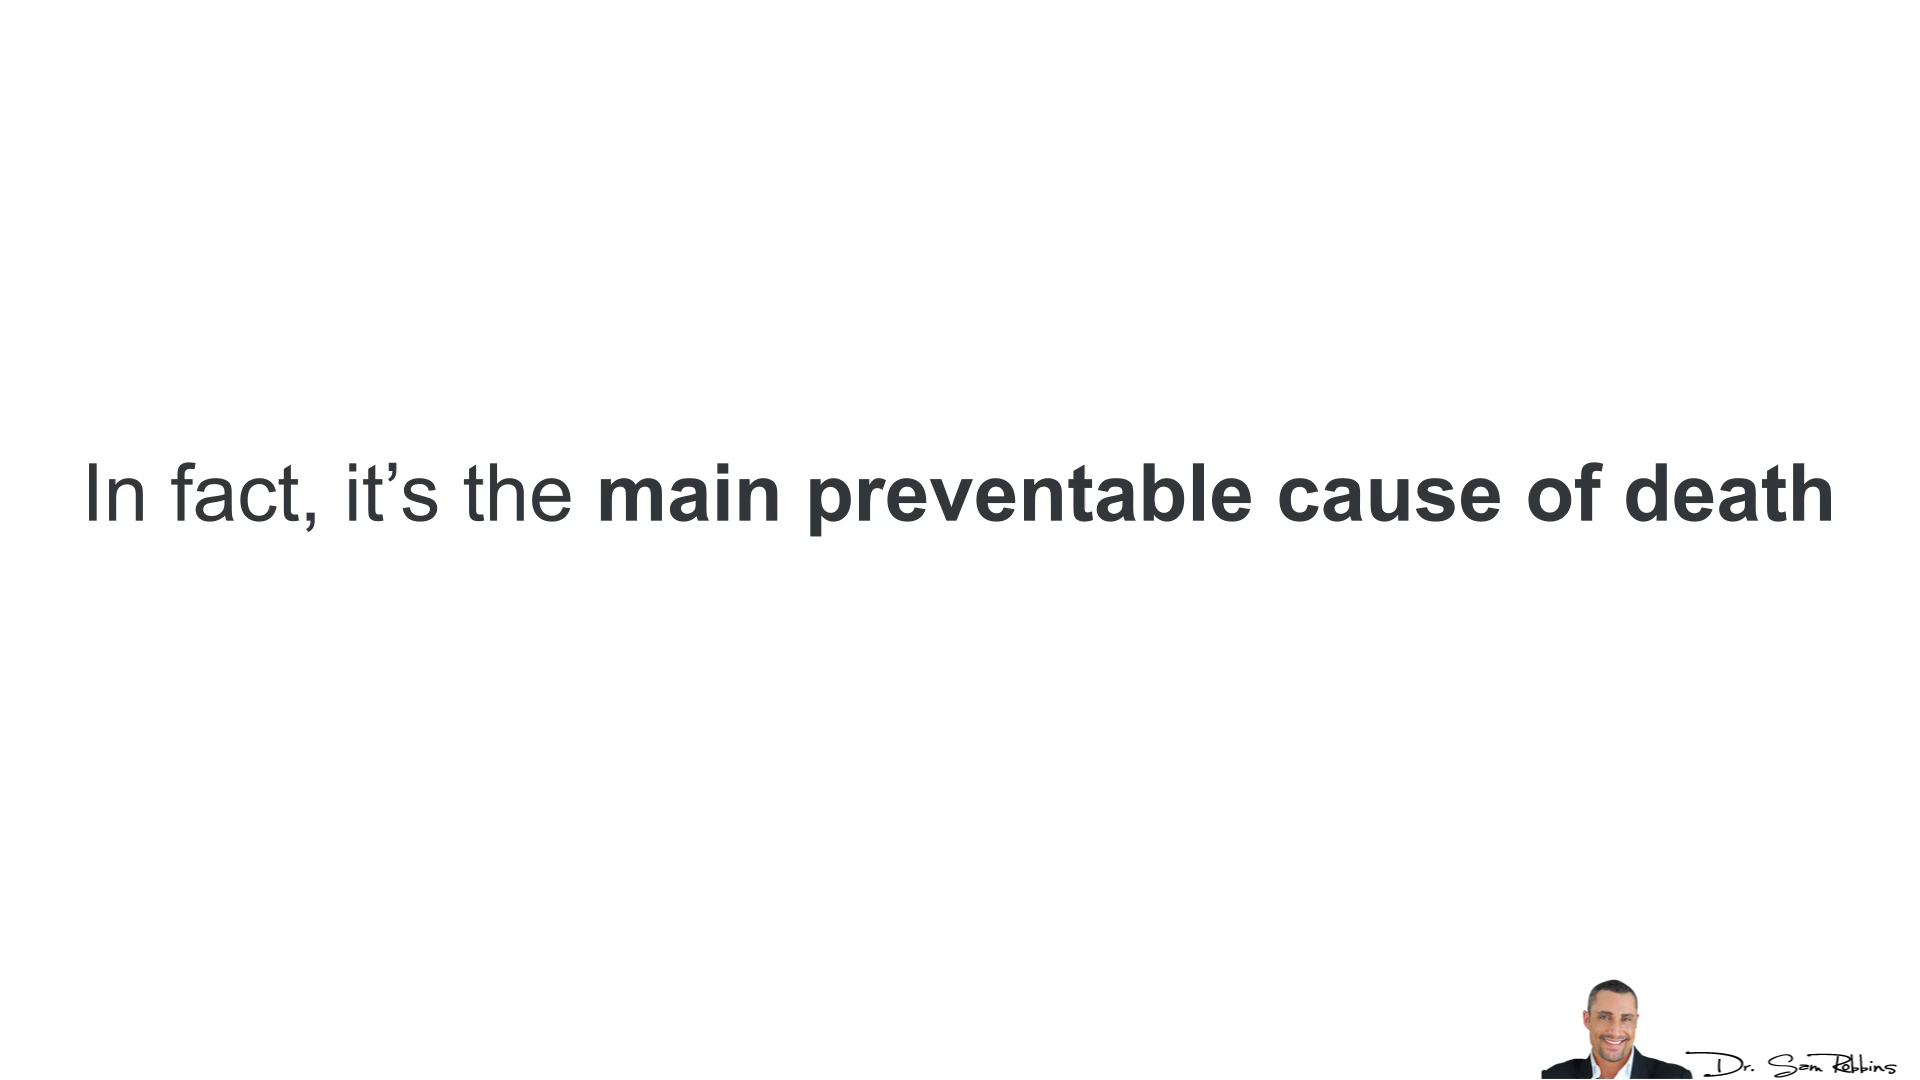 In fact, it’s the main preventable cause of death
Dr. Sam Robbins